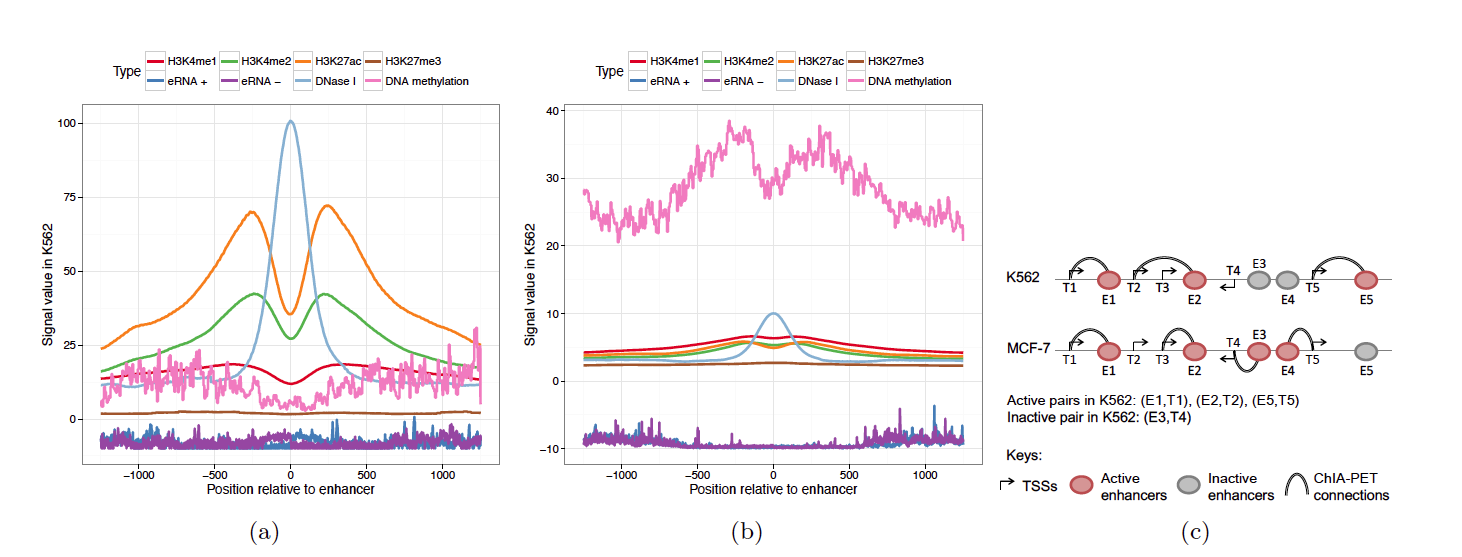 Type
H3K4me1 H3K4me2 H3K27ac H3K27me3
eRNA + eRNA − DNase I DNA methylation
Signal value in K562
100
75
50
25
0
−1000 −500 0 500 1000
Position relative to enhancer
(a)
Type
H3K4me1 H3K4me2 H3K27ac H3K27me3
eRNA + eRNA − DNase I DNA methylation
Signal value in K562
40
30
20
10
0
−10
−1000 −500 0 500 1000
Position relative to enhancer
(b)
K562
T1 E1 T2 T3 E2 T4 E3 E4 T5 E5
MCF-7
T1 E1 T2 T3 E2 T4 E3 E4 T5 E5
Active pairs in K562: (E1,T1), (E2,T2), (E5,T5)
Inactive pair in K562: (E3,T4)
Keys:
TSSs
Active
enhancers
Inactive
enhancers
ChIA-PET
connections
(c)